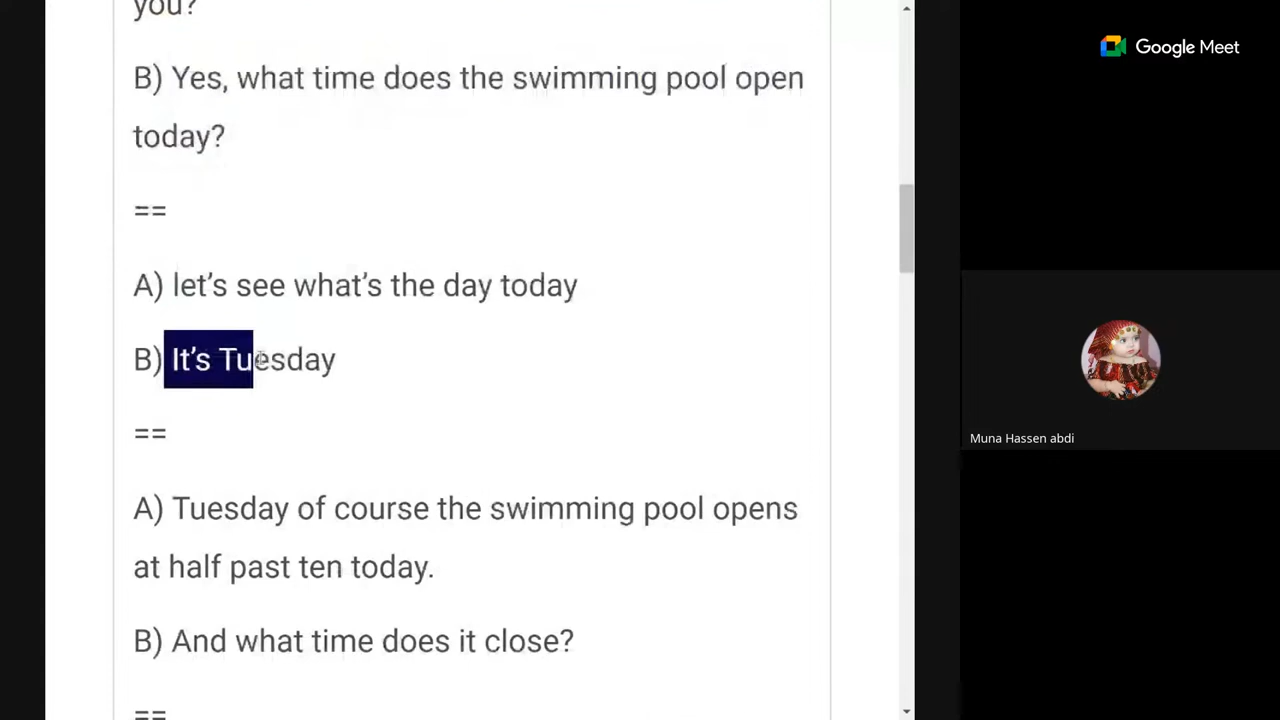 you?
B) Yes, what time does the swimming pool open
today?
==
A) let’s see what’s the day today
B) It’s Tuesday
==
A) Tuesday of course the swimming pool opens
at half past ten today.
B) And what time does it close?
==
Google Meet
Muna Hassen abdi